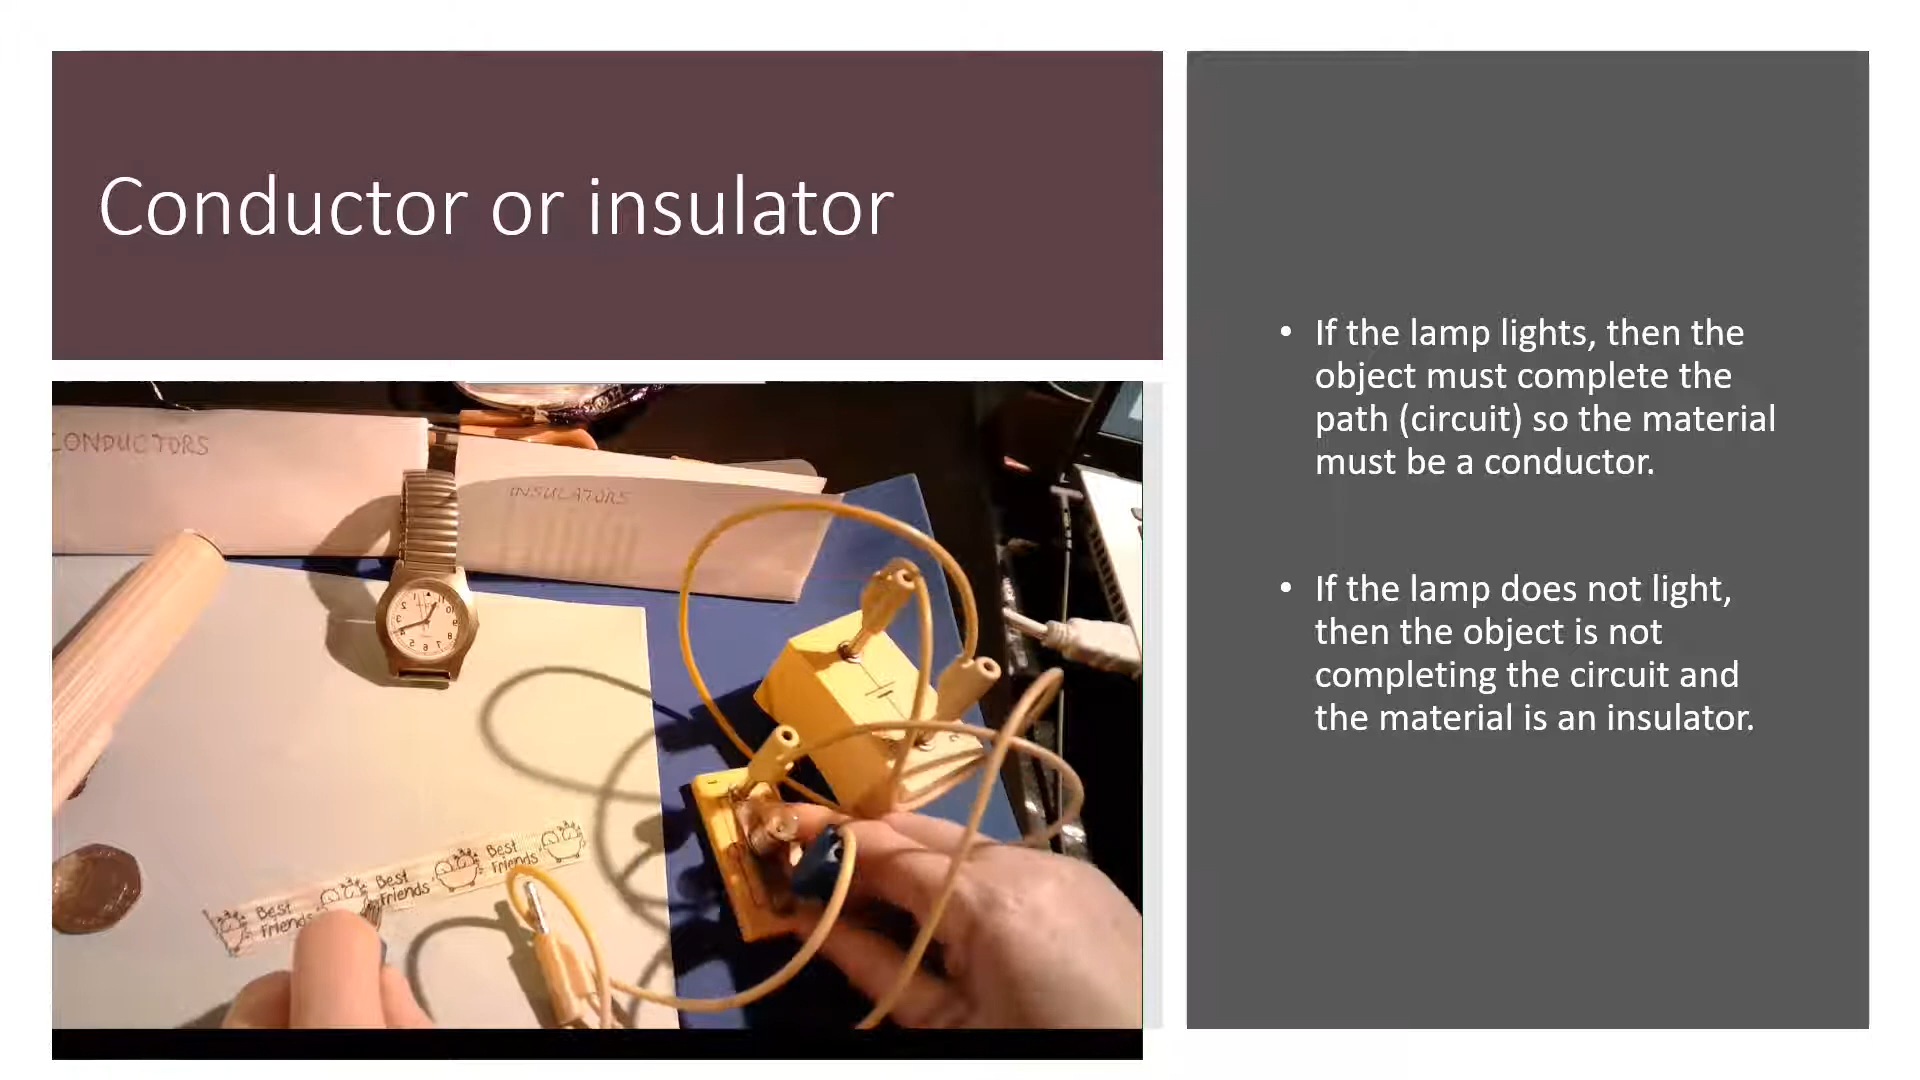 Conductor or insulator
CONDUCTORS
INSULATORS
Best
Friends
Best
Friends
Best
Friends
• If the lamp lights, then the
object must complete the
path (circuit) so the material
must be a conductor.
• If the lamp does not light,
then the object is not
completing the circuit and
the material is an insulator.